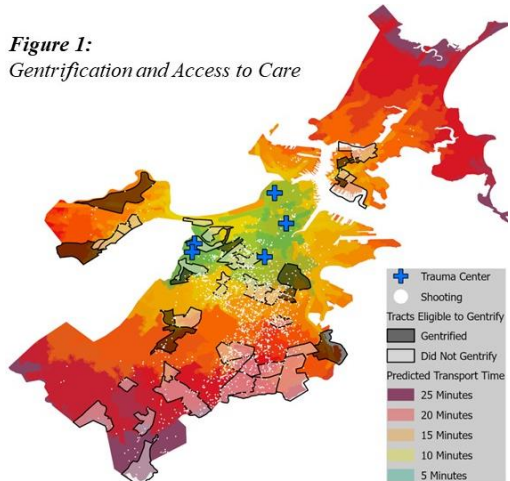 Figure 1:
Gentrification and Access to Care
Trauma Center
Shooting
Tracts Eligible to Gentrify
Gentrified
Did Not Gentrify
Predicted Transport Time
25 Minutes
20 Minutes
15 Minutes
10 Minutes
5 Minutes